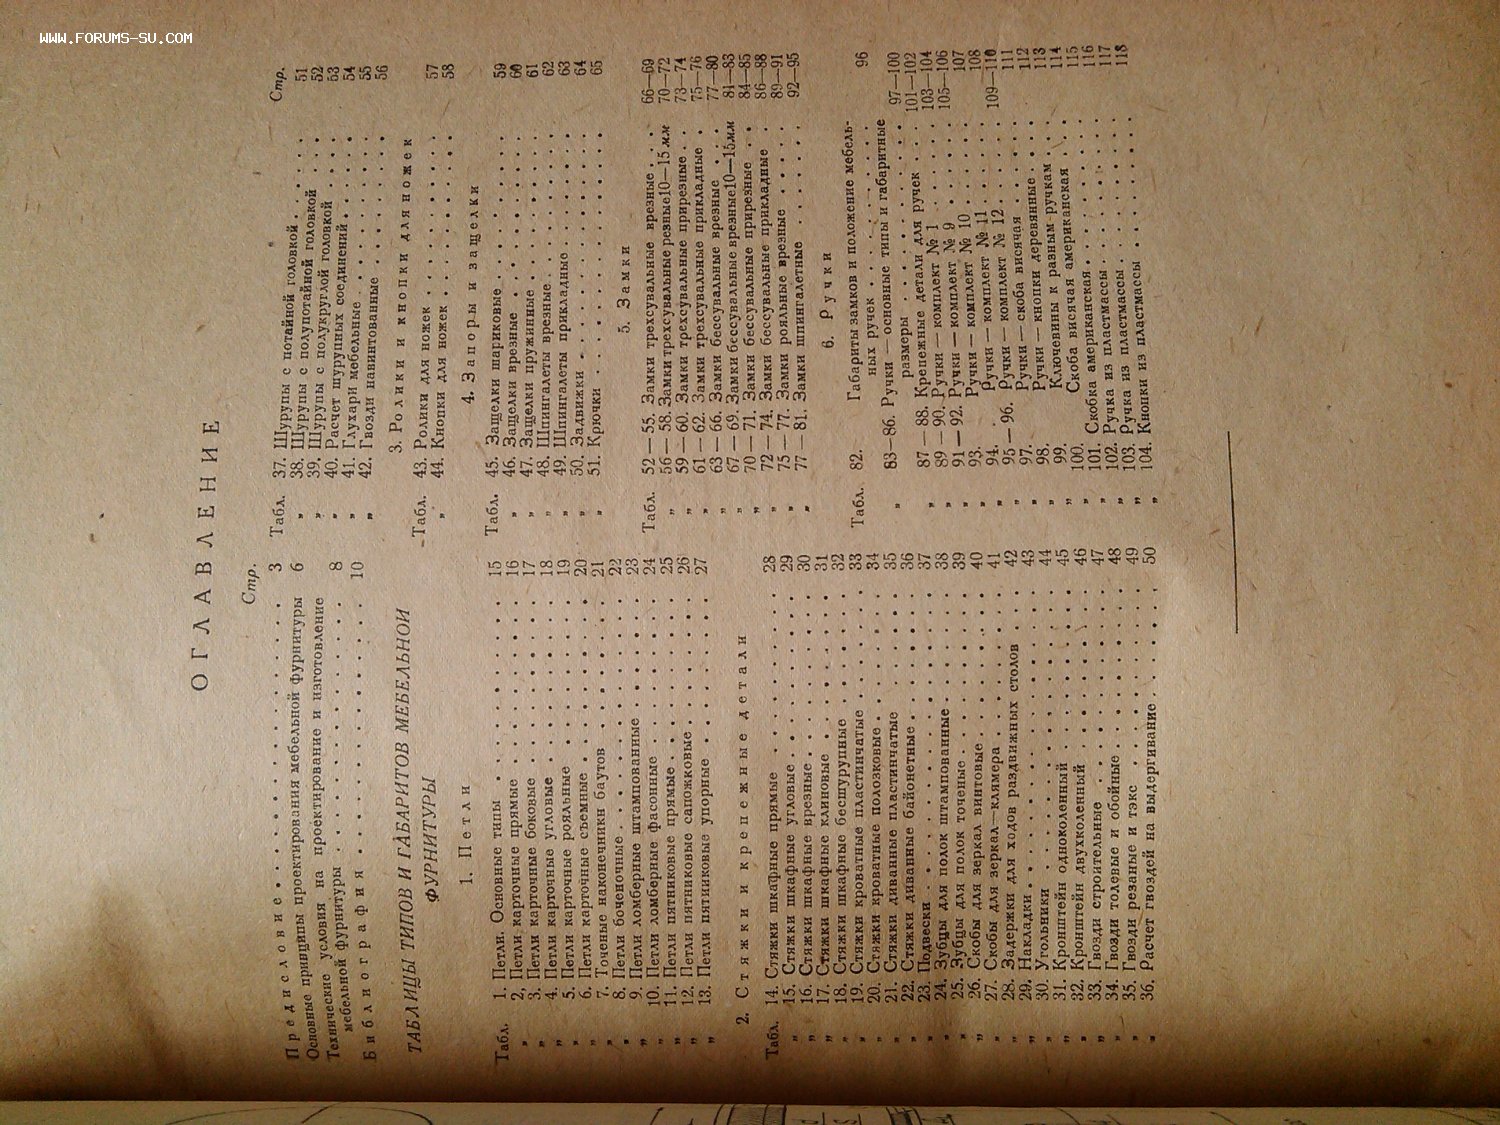 WWW.FORUMS-SU.COM
ОГЛАВЛЕНИЕ
Стр.
Предисловие 3
Основные принципы проектирования мебельной фурнитуры 6
Технические условия на проектирование и изготовление
мебельной фурнитуры 8
Библиография 10
ТАБЛИЦЫ ТИПОВ И ГАБАРИТОВ МЕБЕЛЬНОЙ
ФУРНИТУРЫ
1. Петли
Табл. 1. Петли. Основные типы 15
„ 2. Петли карточные прямые 16
„ 3. Петли карточные боковые 17
„ 4. Петли карточные угловые 18
„ 5. Петли карточные рояльные 19
„ 6. Петли карточные съемные 20
„ 7. Точеные наконечники баутов 21
„ 8. Петли боченочные 22
„ 9. Петли ломберные штампованные 23
„ 10. Петли ломберные фасонные 24
„ 11. Петли пятниковые прямые 25
„ 12. Петли пятниковые сапожковые 26
„ 13. Петли пятниковые упорные 27
2. Стяжки и крепежные детали
Табл. 14. Стяжки шкафные прямые 28
„ 15. Стяжки шкафные угловые 29
„ 16. Стяжки шкафные врезные 30
„ 17. Стяжки шкафные клиновые 31
„ 18. Стяжки шкафные бесшурупные 32
„ 19. Стяжки кроватные пластинчатые 33
„ 20. Стяжки кроватные полозковые 34
„ 21. Стяжки диванные пластинчатые 35
„ 22. Стяжки диванные байонетные 36
„ 23. Подвески 37
„ 24. Зубцы для полок штампованные 38
„ 25. Зубцы для полок точеные 39
„ 26. Скобы для зеркал винтовые 40
„ 27. Скобы для зеркал—клямера 41
„ 28. Задержки для ходов раздвижных столов 42
„ 29. Накладки 43
„ 30. Угольники 44
„ 31. Кронштейн одноколенный 45
„ 32. Кронштейн двухколенный 46
„ 33. Гвозди строительные 47
„ 34. Гвозди толевые и обойные 48
„ 35. Гвозди резаные и тэкс 49
„ 36. Расчет гвоздей на выдергивание 50
Стр.
Табл. 37. Шурупы с потайной головкой 51
„ 38. Шурупы с полупотайной головкой 52
„ 39. Шурупы с полукруглой головкой 53
„ 40. Расчет шурупных соединений 54
„ 41. Глухари мебельные 55
„ 42. Гвозди навинтованные 56
3. Ролики и кнопки для ножек
Табл. 43. Ролики для ножек 57
„ 44. Кнопки для ножек 58
4. Запоры и защелки
Табл. 45. Защелки шариковые 59
„ 46. Защелки врезные 60
„ 47. Защелки пружинные 61
„ 48. Шпингалеты врезные 62
„ 49. Шпингалеты прикладные 63
„ 50. Задвижки 64
„ 51. Крючки 65
5. Замки
Табл. 52—55. Замки трехсувальные врезные 66—69
„ 56—58. Замки трехсувальные резные 10—15 мм 70—72
„ 59—60. Замки трехсувальные прирезные 73—74
„ 61—62. Замки трехсувальные прикладные 75—76
„ 63—66. Замки бессувальные врезные 77—80
„ 67—69. Замки бессувальные врезные 10—15 мм 81—83
„ 70—71. Замки бессувальные прирезные 84—85
„ 72—74. Замки бессувальные прикладные 86—88
„ 75—77. Замки рояльные врезные 89—91
„ 77—81. Замки шпингалетные 92—95
6. Ручки
Табл. 82. Габариты замков и положение мебель-
ных ручек 96
„ 83—86. Ручки — основные типы и габаритные
размеры 97—100
„ 87—88. Крепежные детали для ручек 101—102
„ 89—90. Ручки — комплект № 1 103—104
„ 91—92. Ручки — комплект № 9 105—106
„ 93. Ручки — комплект № 10 107
„ 94. Ручки — комплект № 11 108
„ 95—96. Ручки — комплект № 12 109—110
„ 97. Ручки — скоба висячая 111
„ 98. Ручки — кнопки деревянные 112
„ 99. Ключевины к разным ручкам 113
„ 100. Скоба висячая американская 114
„ 101. Скобка американская 115
„ 102. Ручка из пластмассы 116
„ 103. Ручка из пластмассы 117
„ 104. Кнопки из пластмассы 118